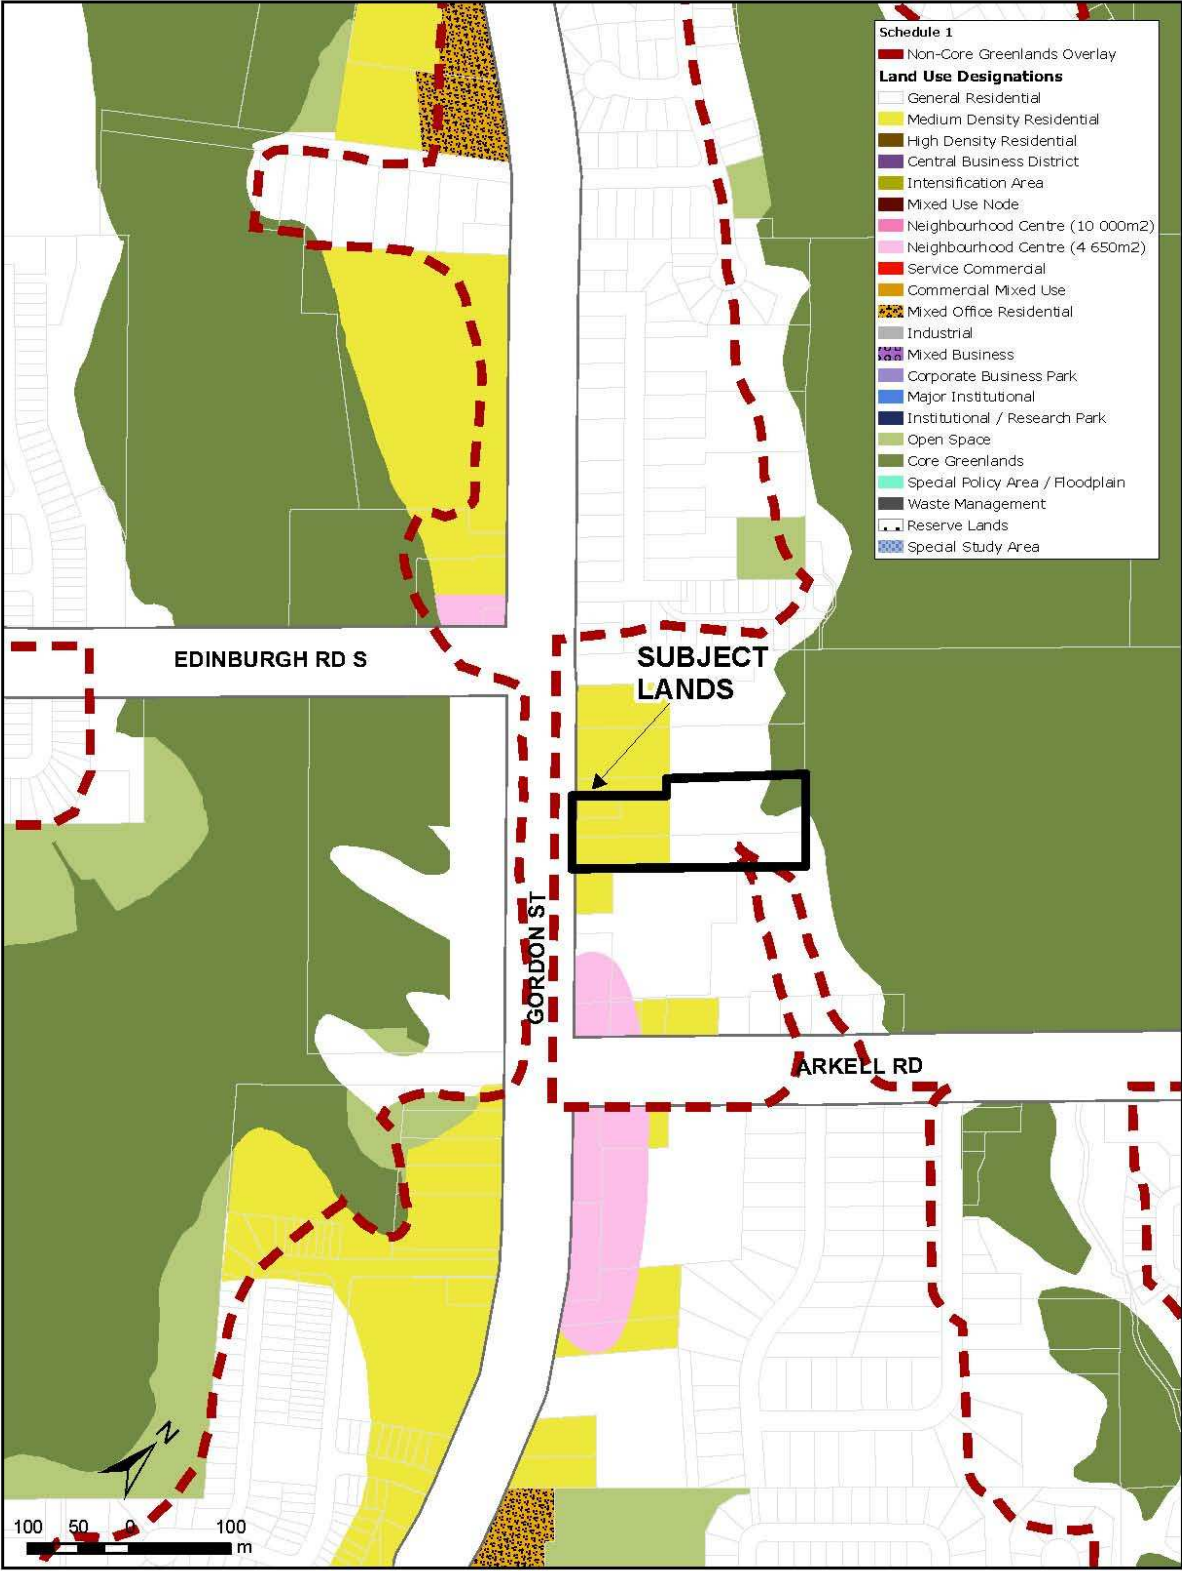 Schedule 1
Non-Core Greenlands Overlay
Land Use Designations
General Residential
Medium Density Residential
High Density Residential
Central Business District
Intensification Area
Mixed Use Node
Neighbourhood Centre (10 000m2)
Neighbourhood Centre (4 650m2)
Service Commercial
Commercial Mixed Use
Mixed Office Residential
Industrial
Mixed Business
Corporate Business Park
Major Institutional
Institutional / Research Park
Open Space
Core Greenlands
Special Policy Area / Floodplain
Waste Management
Reserve Lands
Special Study Area
EDINBURGH RD S
SUBJECT
LANDS
GORDON ST
ARKELL RD
N
100 50 0 100
m